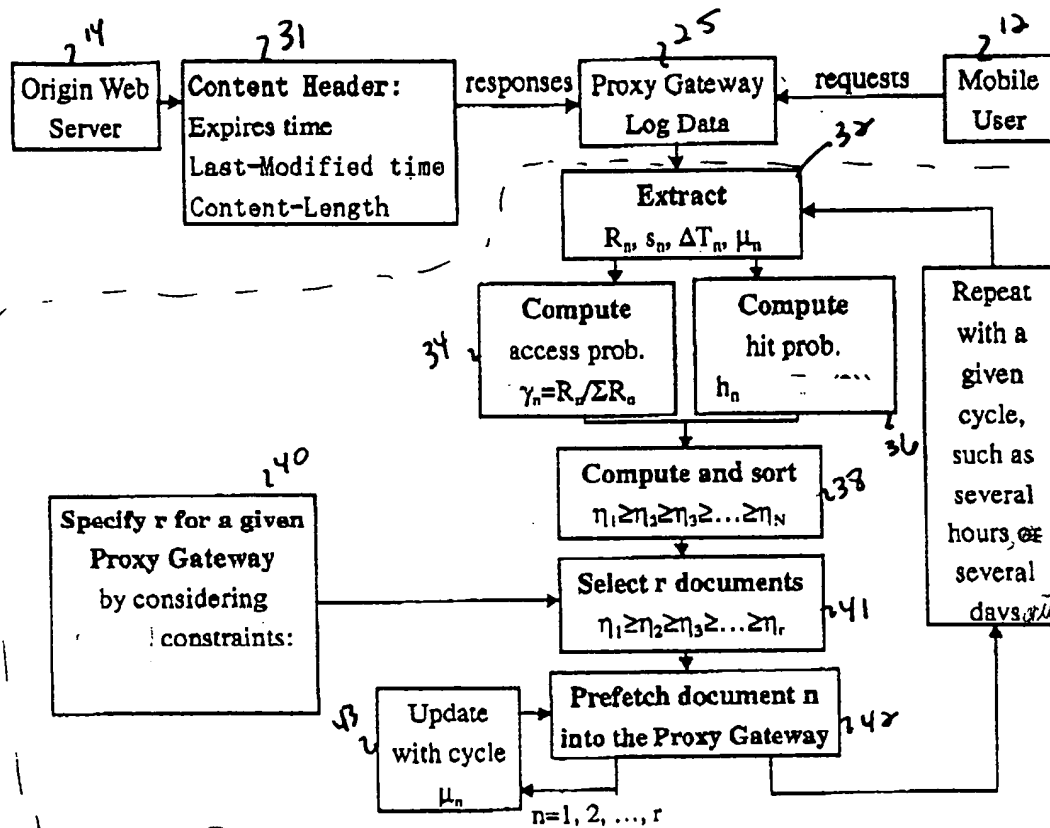 14
31
25
12
Origin Web
Server
Content Header:
Expires time
Last-Modified time
Content-Length
responses
Proxy Gateway
Log Data
requests
Mobile
User
32
Extract
Rₙ, sₙ, ΔTₙ, μₙ
34
Compute
access prob.
γₙ=Rₙ/ΣRₙ
Compute
hit prob.
hₙ
36
Repeat
with a
given
cycle,
such as
several
hours, or
several
days
Compute and sort
η₁≥η₂≥η₃≥...≥η_N
38
40
Specify r for a given
Proxy Gateway
by considering
constraints:
Select r documents
η₁≥η₂≥η₃≥...≥ηᵣ
41
Prefetch document n
into the Proxy Gateway
42
43
Update
with cycle
μₙ
n=1, 2, ..., r